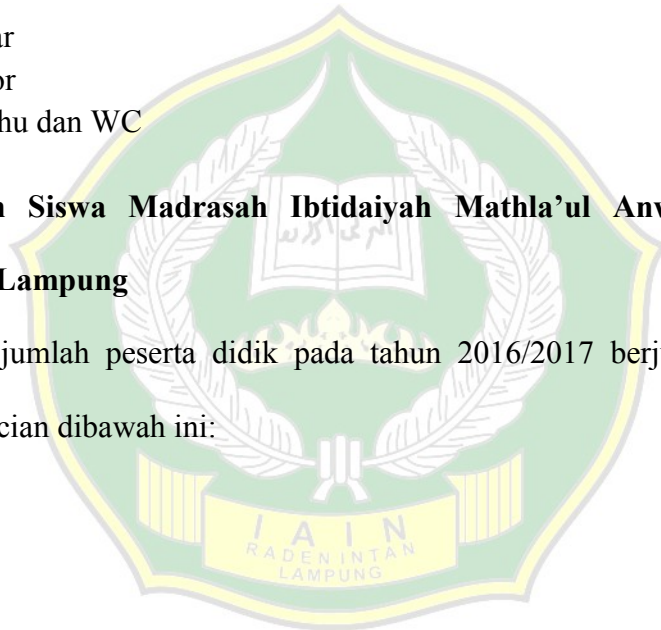 ar
or
hu dan WC
n Siswa Madrasah Ibtidaiyah Mathla’ul Anw
Lampung
jumlah peserta didik pada tahun 2016/2017 berj
cian dibawah ini:
I A I N
RADEN INTAN
LAMPUNG